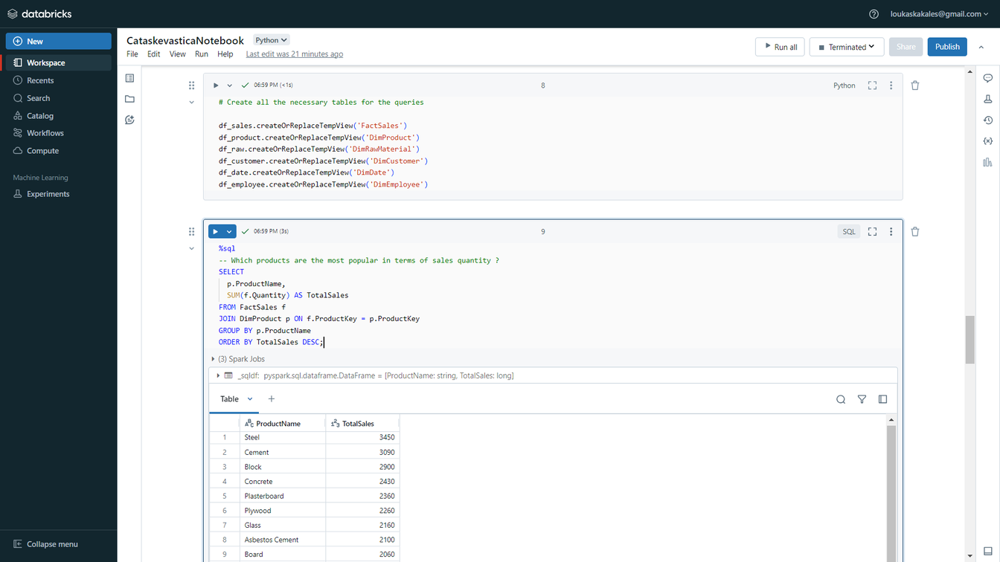 databricks
loukaskakales@gmail.com
New
Workspace
Recents
Search
Catalog
Workflows
Compute
Machine Learning
Experiments
Collapse menu
CataskevasticaNotebook Python
File Edit View Run Help Last edit was 21 minutes ago
Run all Terminated Share Publish
06:59 PM (<1s) 8 Python
# Create all the necessary tables for the queries
df_sales.createOrReplaceTempView('FactSales')
df_product.createOrReplaceTempView('DimProduct')
df_raw.createOrReplaceTempView('DimRawMaterial')
df_customer.createOrReplaceTempView('DimCustomer')
df_date.createOrReplaceTempView('DimDate')
df_employee.createOrReplaceTempView('DimEmployee')
06:59 PM (3s) 9 SQL
%sql
-- Which products are the most popular in terms of sales quantity ?
SELECT
p.ProductName,
SUM(f.Quantity) AS TotalSales
FROM FactSales f
JOIN DimProduct p ON f.ProductKey = p.ProductKey
GROUP BY p.ProductName
ORDER BY TotalSales DESC;
(3) Spark Jobs
_sqldf: pyspark.sql.dataframe.DataFrame = [ProductName: string, TotalSales: long]
Table +
ProductName TotalSales
1 Steel 3450
2 Cement 3090
3 Block 2900
4 Concrete 2430
5 Plasterboard 2360
6 Plywood 2260
7 Glass 2160
8 Asbestos Cement 2100
9 Board 2060